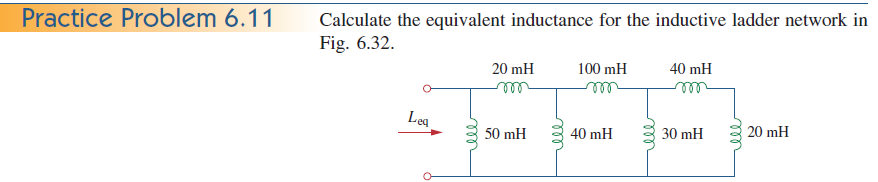 Practice Problem 6.11
Calculate the equivalent inductance for the inductive ladder network in
Fig. 6.32.
20 mH 100 mH 40 mH
Leq
50 mH 40 mH 30 mH 20 mH